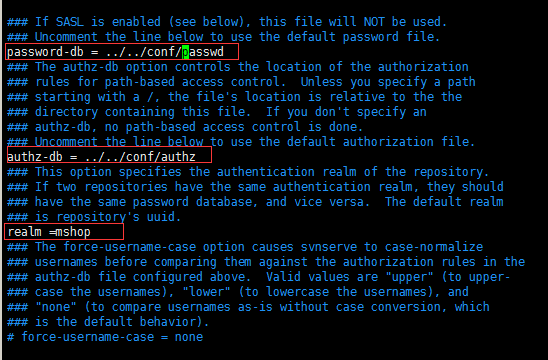 ### If SASL is enabled (see below), this file will NOT be used.
### Uncomment the line below to use the default password file.
password-db = ../../conf/passwd
### The authz-db option controls the location of the authorization
### rules for path-based access control.  Unless you specify a path
### starting with a /, the file's location is relative to the the
### directory containing this file.  If you don't specify an
### authz-db, no path-based access control is done.
### Uncomment the line below to use the default authorization file.
authz-db = ../../conf/authz
### This option specifies the authentication realm of the repository.
### If two repositories have the same authentication realm, they should
### have the same password database, and vice versa.  The default realm
### is repository's uuid.
realm =mshop
### The force-username-case option causes svnserve to case-normalize
### usernames before comparing them against the authorization rules in the
### authz-db file configured above.  Valid values are "upper" (to upper-
### case the usernames), "lower" (to lowercase the usernames), and
### "none" (to compare usernames as-is without case conversion, which
### is the default behavior).
# force-username-case = none